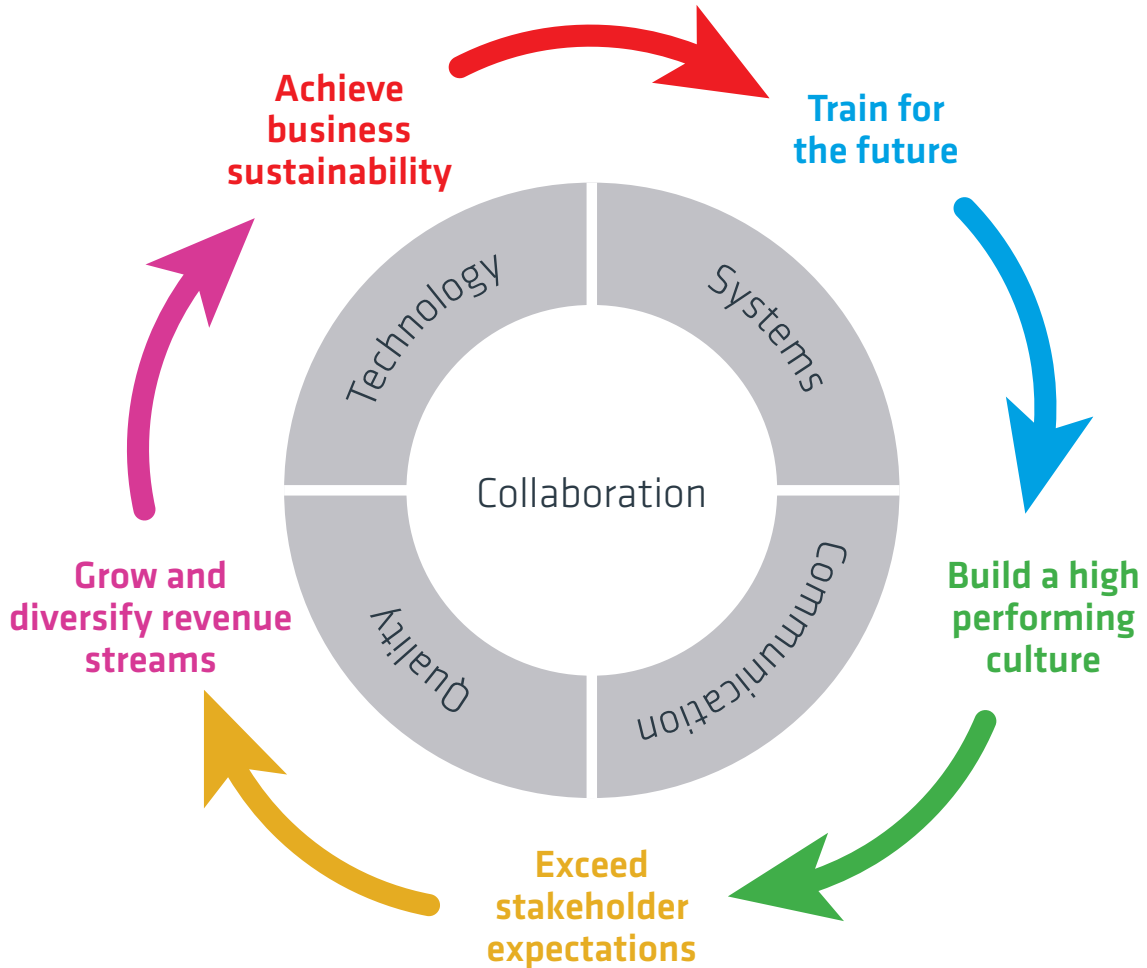 Achieve
business
sustainability
Train for
the future
Technology
Systems
Collaboration
Communication
Quality
Build a high
performing
culture
Grow and
diversify revenue
streams
Exceed
stakeholder
expectations